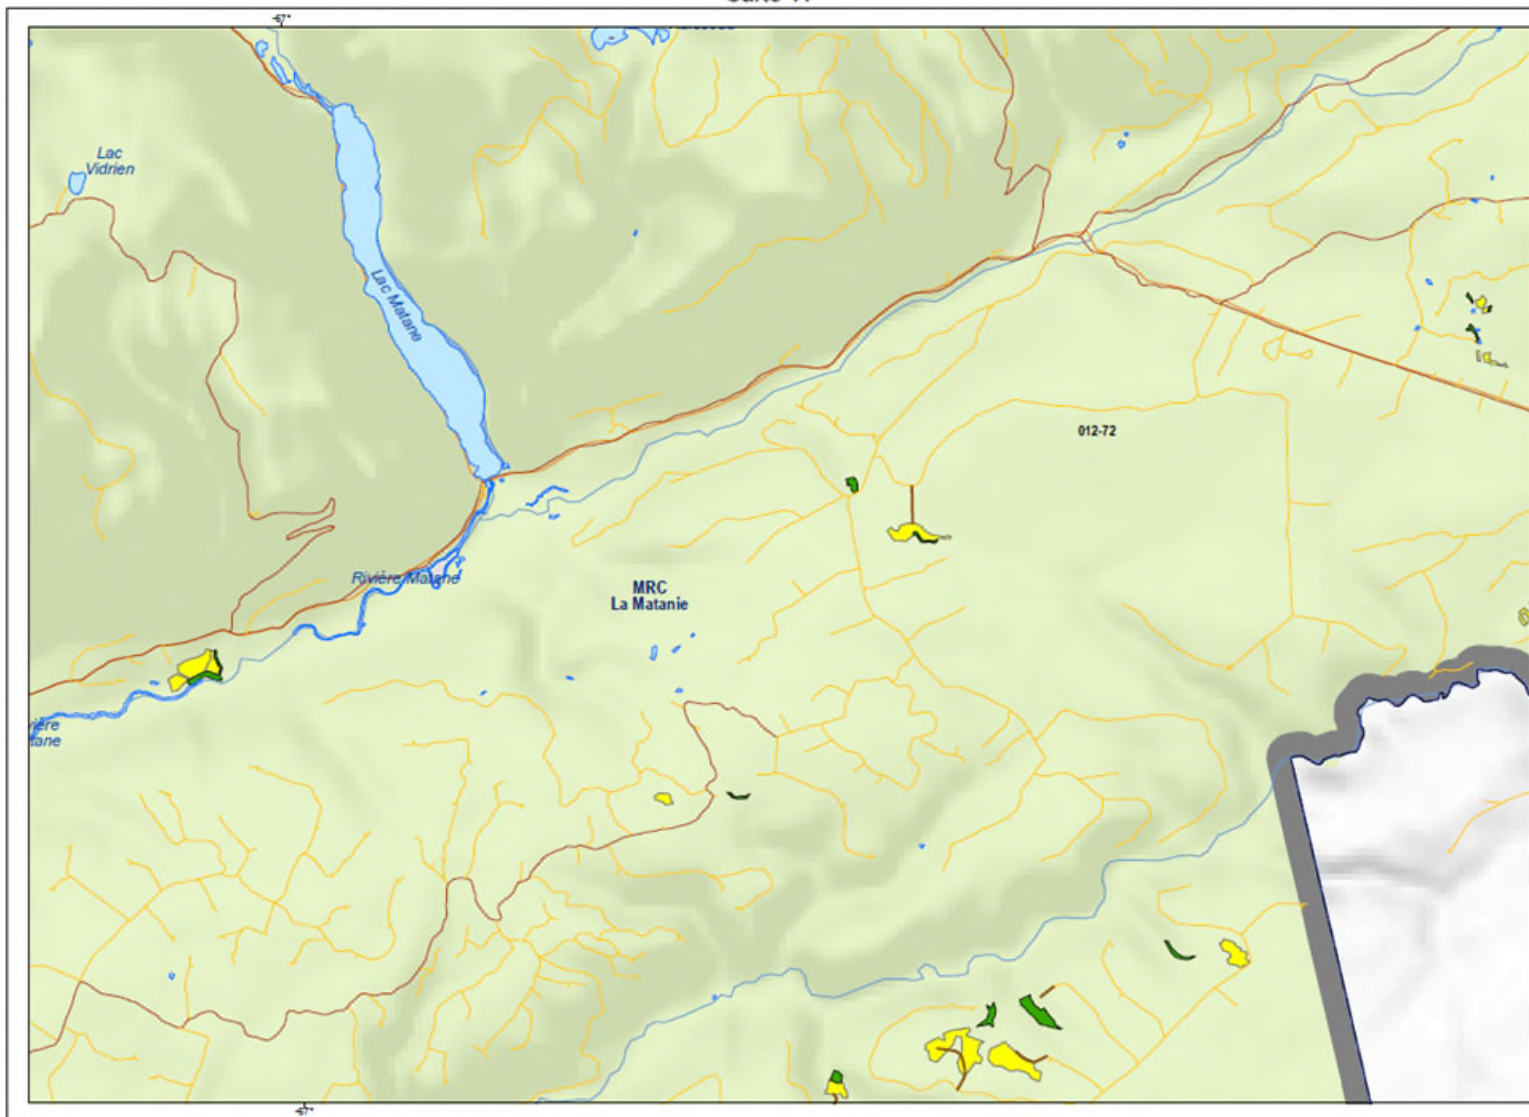 -67°
Lac
Vidrien
Lac Matane
012-72
Rivière Matane
MRC
La Matanie
-67°